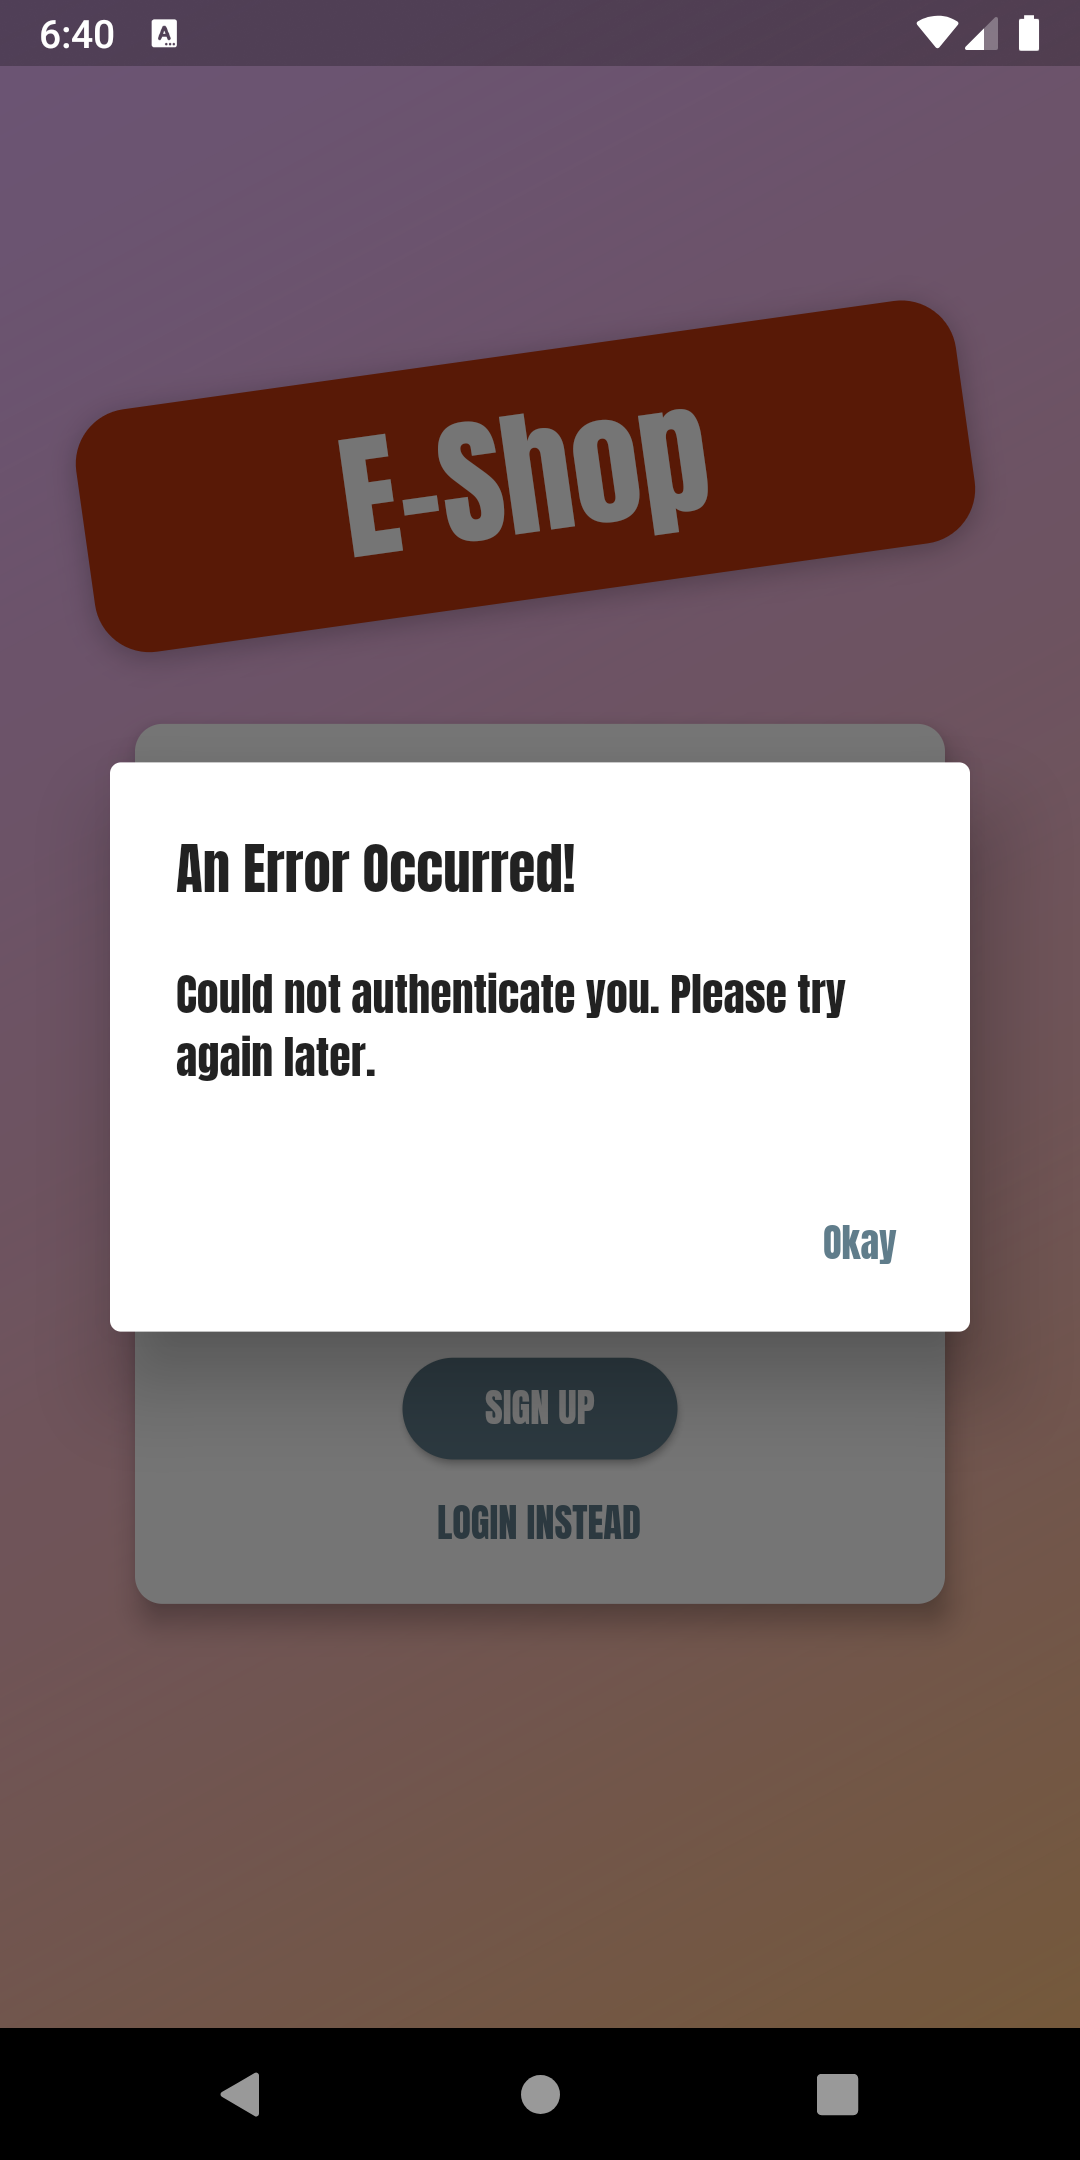 6:40
E-Shop
An Error Occurred!
Could not authenticate you. Please try
again later.
Okay
SIGN UP
LOGIN INSTEAD